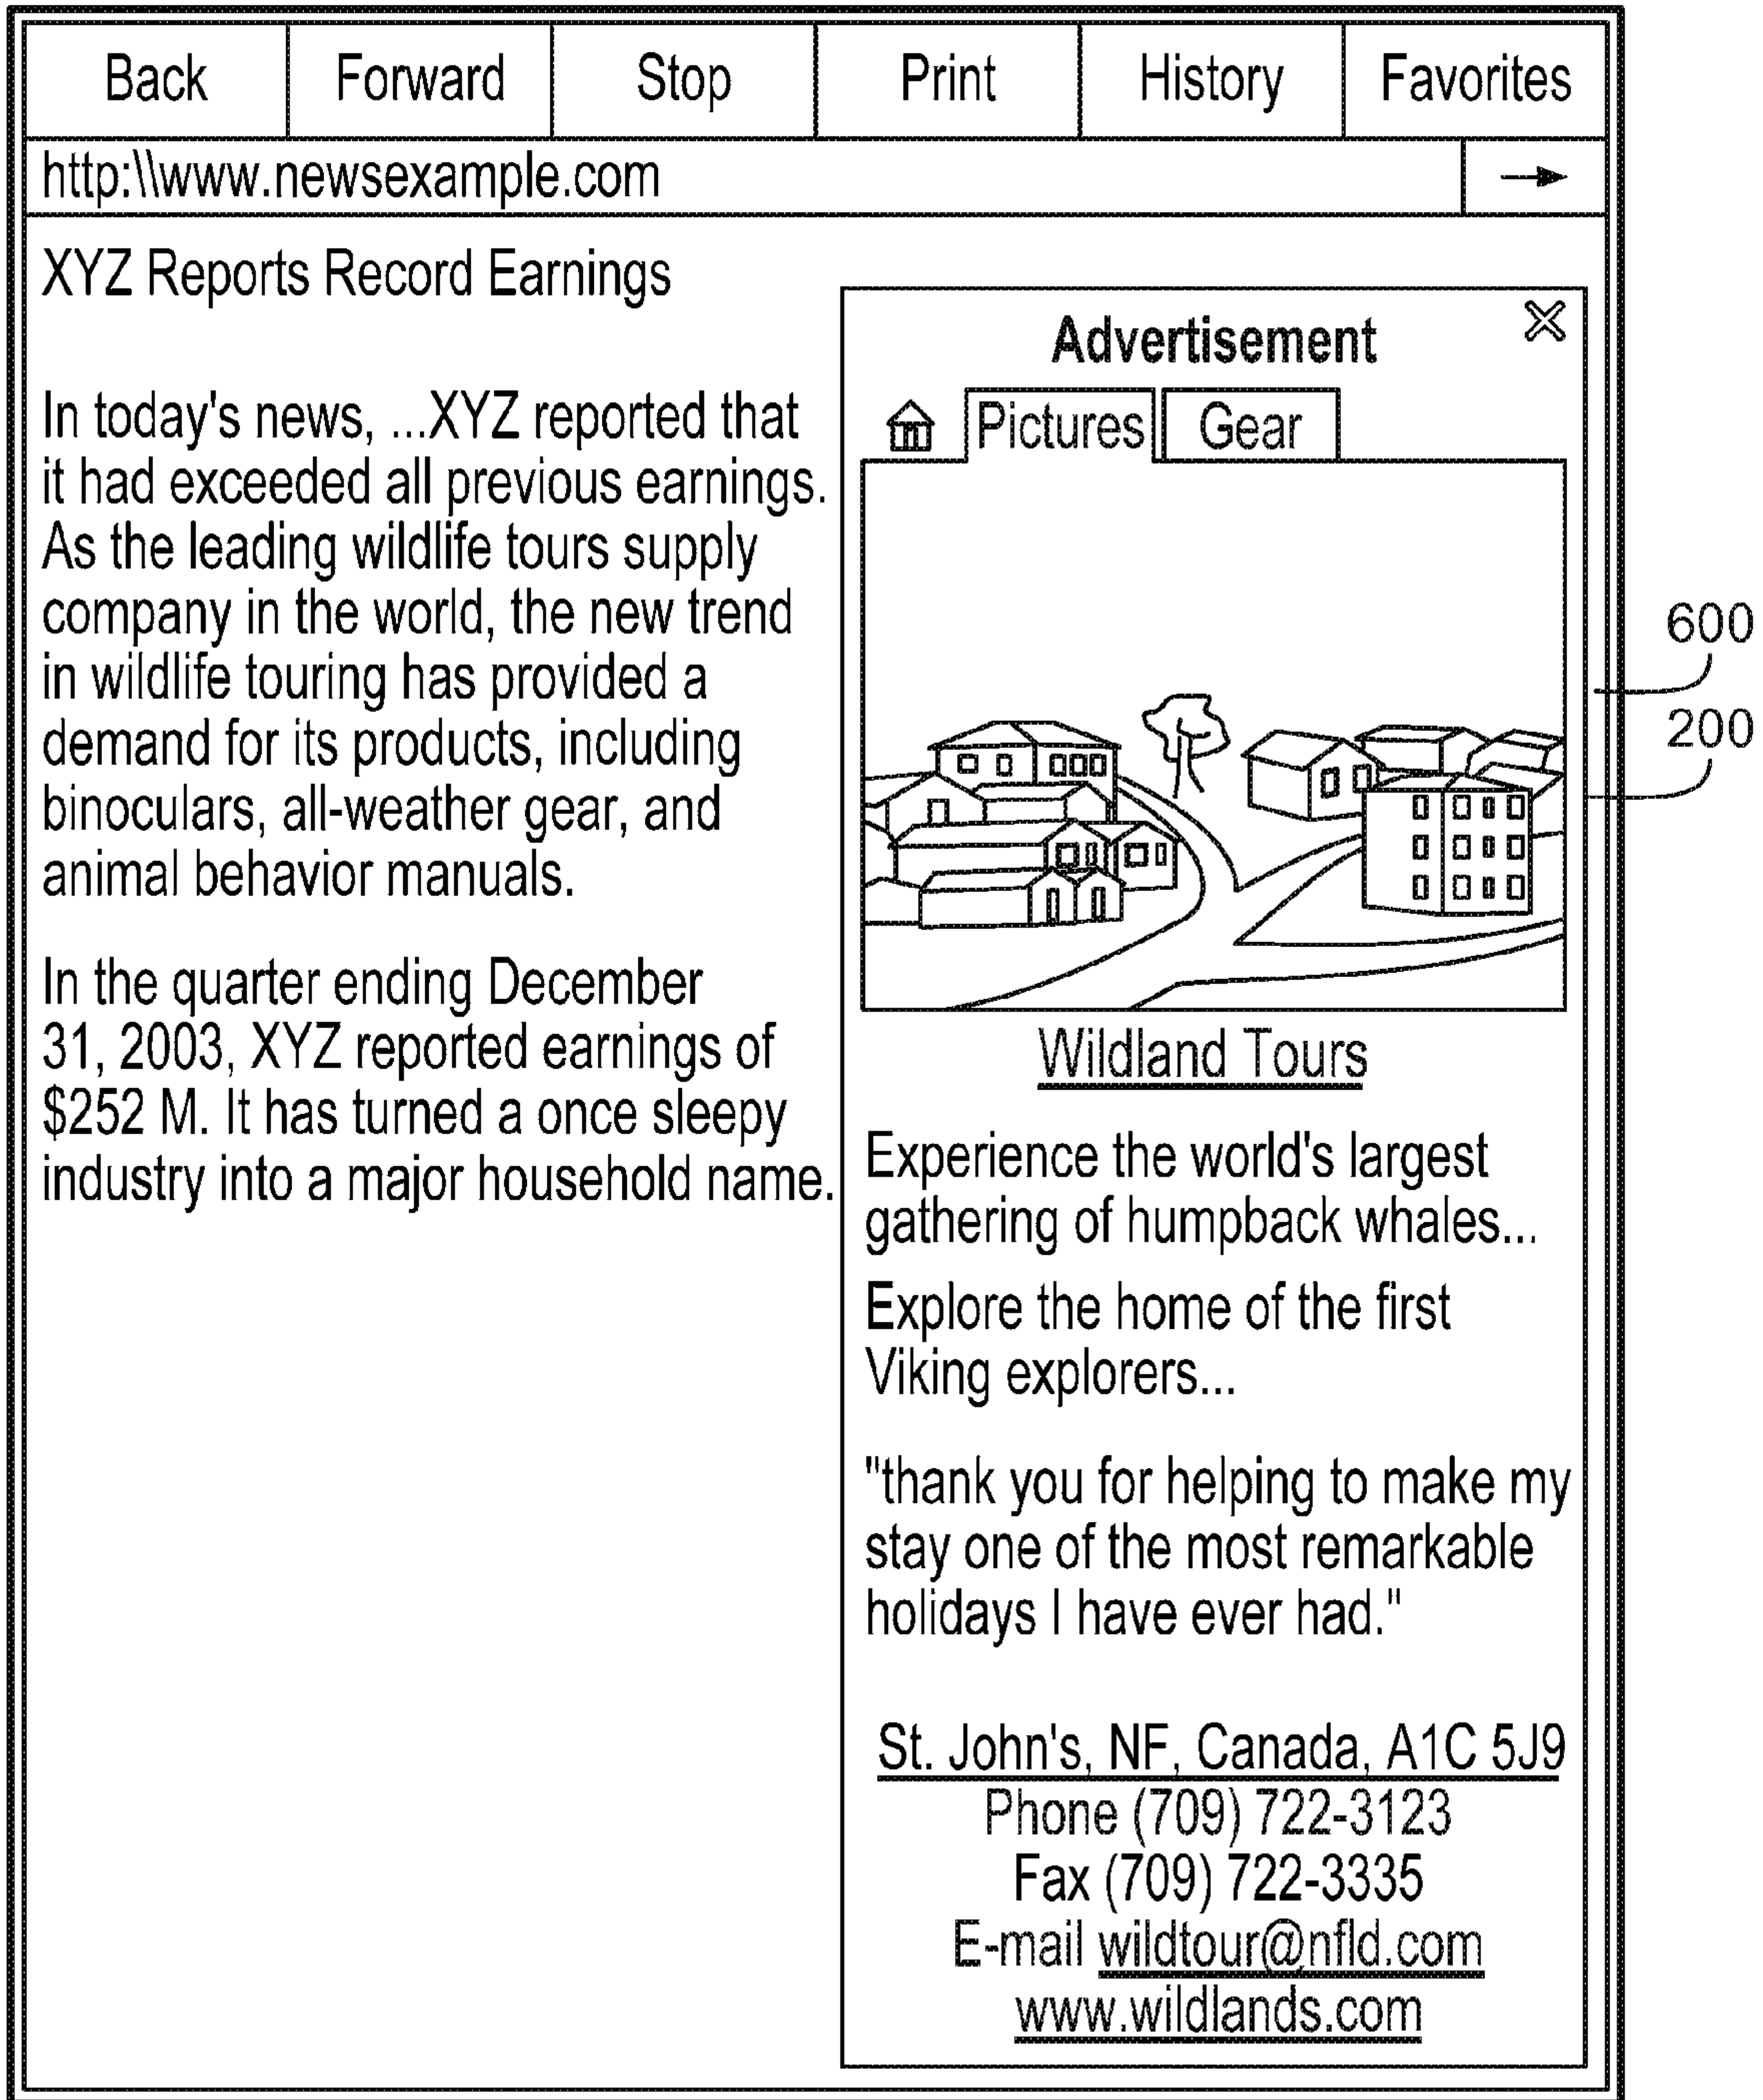 Back Forward Stop Print History Favorites
http:\\www.newsexample.com
XYZ Reports Record Earnings
In today's news, ...XYZ reported that
it had exceeded all previous earnings.
As the leading wildlife tours supply
company in the world, the new trend
in wildlife touring has provided a
demand for its products, including
binoculars, all-weather gear, and
animal behavior manuals.
In the quarter ending December
31, 2003, XYZ reported earnings of
$252 M. It has turned a once sleepy
industry into a major household name.
Advertisement
Pictures Gear
Wildland Tours
Experience the world's largest
gathering of humpback whales...
Explore the home of the first
Viking explorers...
"thank you for helping to make my
stay one of the most remarkable
holidays I have ever had."
St. John's, NF, Canada, A1C 5J9
Phone (709) 722-3123
Fax (709) 722-3335
E-mail wildtour@nfld.com
www.wildlands.com
600
200